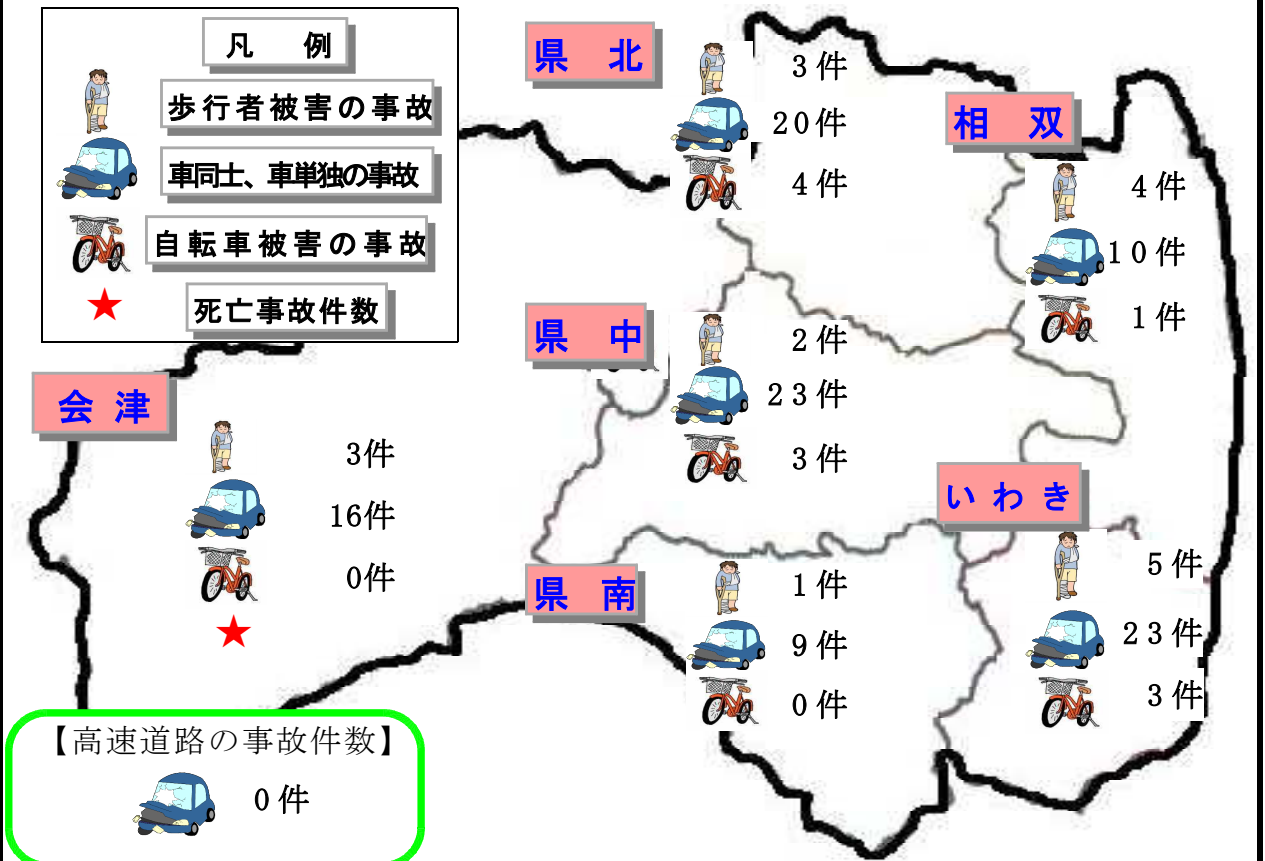 凡 例
歩行者被害の事故
車同士、車単独の事故
自転車被害の事故
死亡事故件数
県 北
3件
20件
4件
相 双
4件
10件
1件
県 中
2件
23件
3件
会 津
3件
16件
0件
いわき
5件
23件
3件
県 南
1件
9件
0件
【高速道路の事故件数】
0件